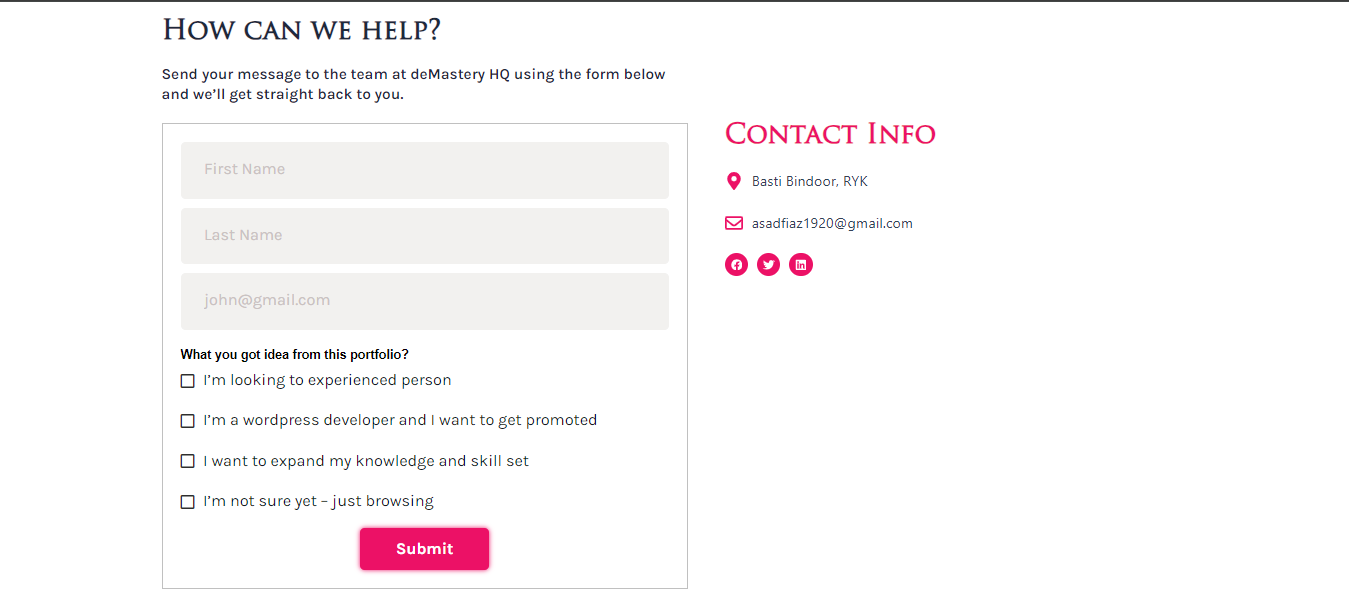 How can we help?
Send your message to the team at deMastery HQ using the form below
and we’ll get straight back to you.
First Name
Last Name
john@gmail.com
What you got idea from this portfolio?
I’m looking to experienced person
I’m a wordpress developer and I want to get promoted
I want to expand my knowledge and skill set
I’m not sure yet – just browsing
Submit
Contact Info
Basti Bindoor, RYK
asadfiaz1920@gmail.com